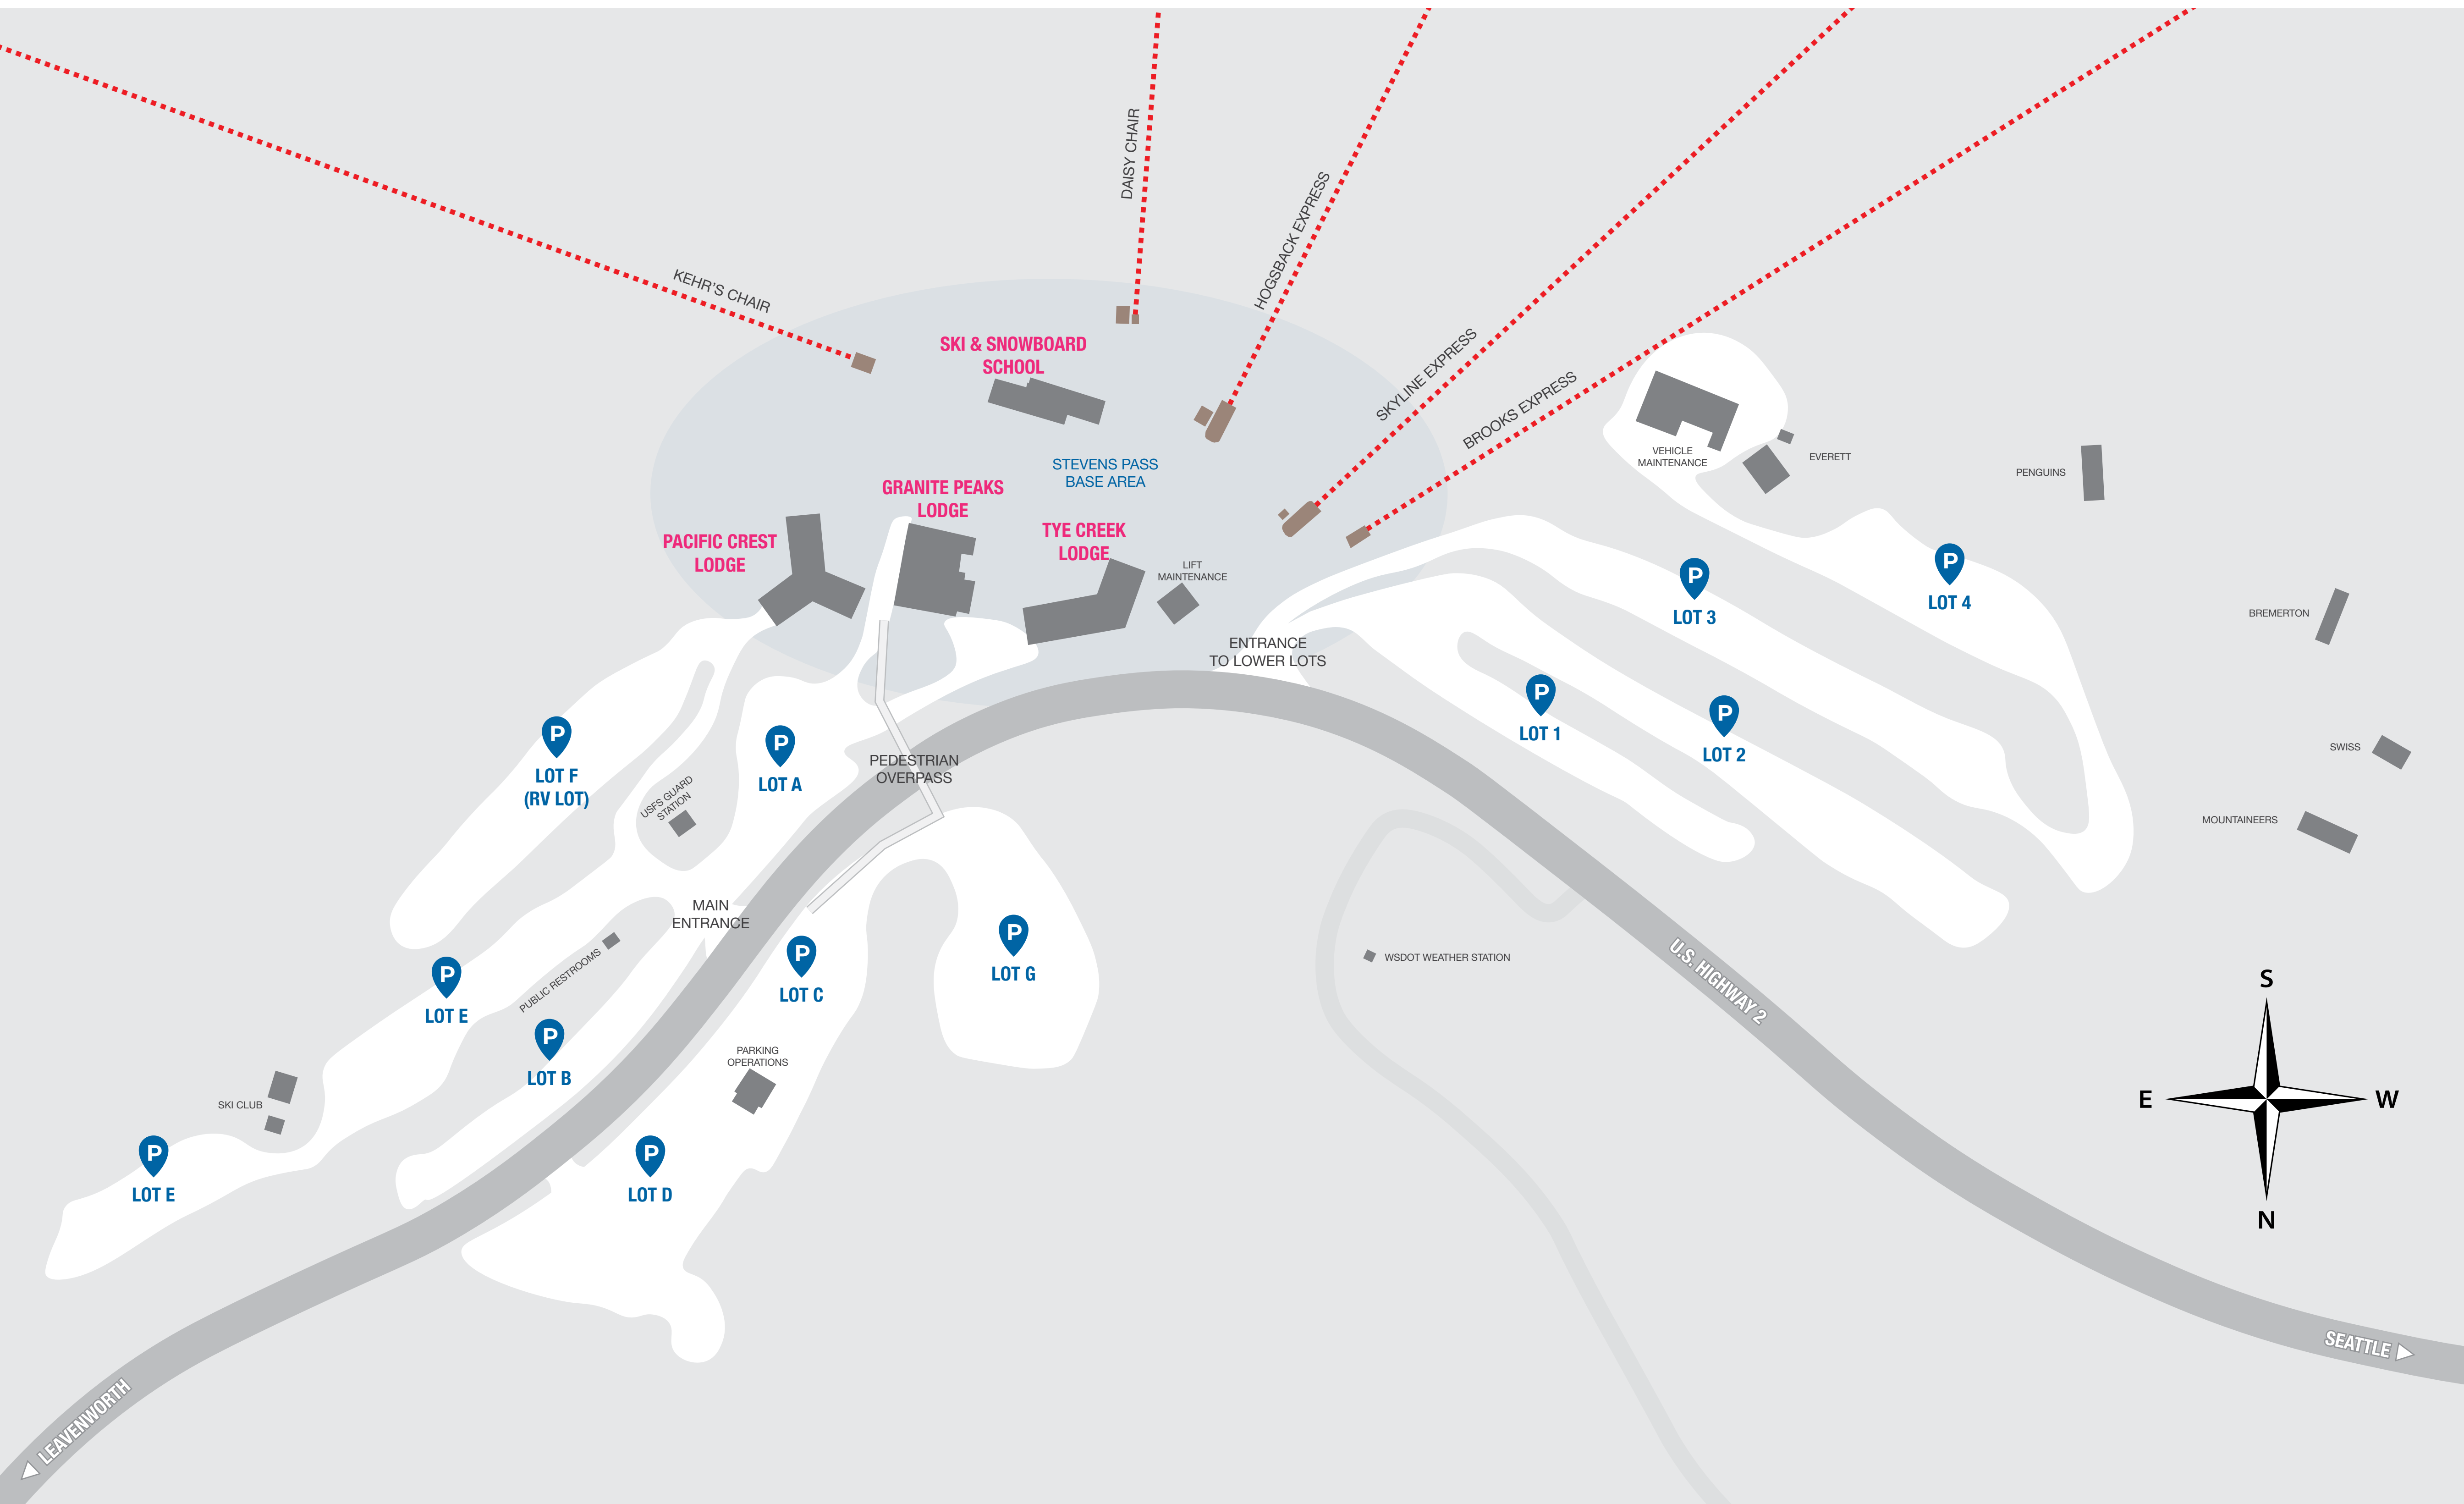 DAISY CHAIR
HOGSBACK EXPRESS
KEHR'S CHAIR
SKI & SNOWBOARD
SCHOOL
SKYLINE EXPRESS
BROOKS EXPRESS
STEVENS PASS
BASE AREA
VEHICLE
MAINTENANCE
EVERETT
PENGUINS
GRANITE PEAKS
LODGE
PACIFIC CREST
LODGE
TYE CREEK
LODGE
LIFT
MAINTENANCE
P
LOT 3
P
LOT 4
BREMERTON
ENTRANCE
TO LOWER LOTS
P
LOT 1
P
LOT 2
SWISS
MOUNTAINEERS
P
LOT F
(RV LOT)
P
LOT A
PEDESTRIAN
OVERPASS
USFS GUARD
STATION
MAIN
ENTRANCE
PUBLIC RESTROOMS
P
LOT E
P
LOT B
P
LOT C
P
LOT G
WSDOT WEATHER STATION
U.S. HIGHWAY 2
PARKING
OPERATIONS
SKI CLUB
P
LOT E
P
LOT D
S
E
W
N
SEATTLE
LEAVENWORTH